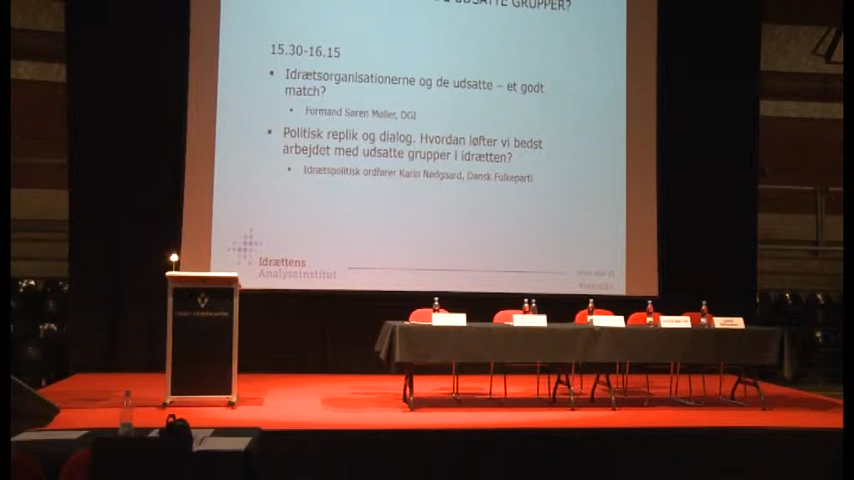 UDSATTE GRUPPER?
15.30-16.15
▪ Idrætsorganisationerne og de udsatte – et godt
match?
▪ Formand Søren Møller, DGI
▪ Politisk replik og dialog. Hvordan løfter vi bedst
arbejdet med udsatte grupper i idrætten?
▪ Idrætspolitisk ordfører Karin Nødgaard, Dansk Folkeparti
Idrættens
Analyseinstitut